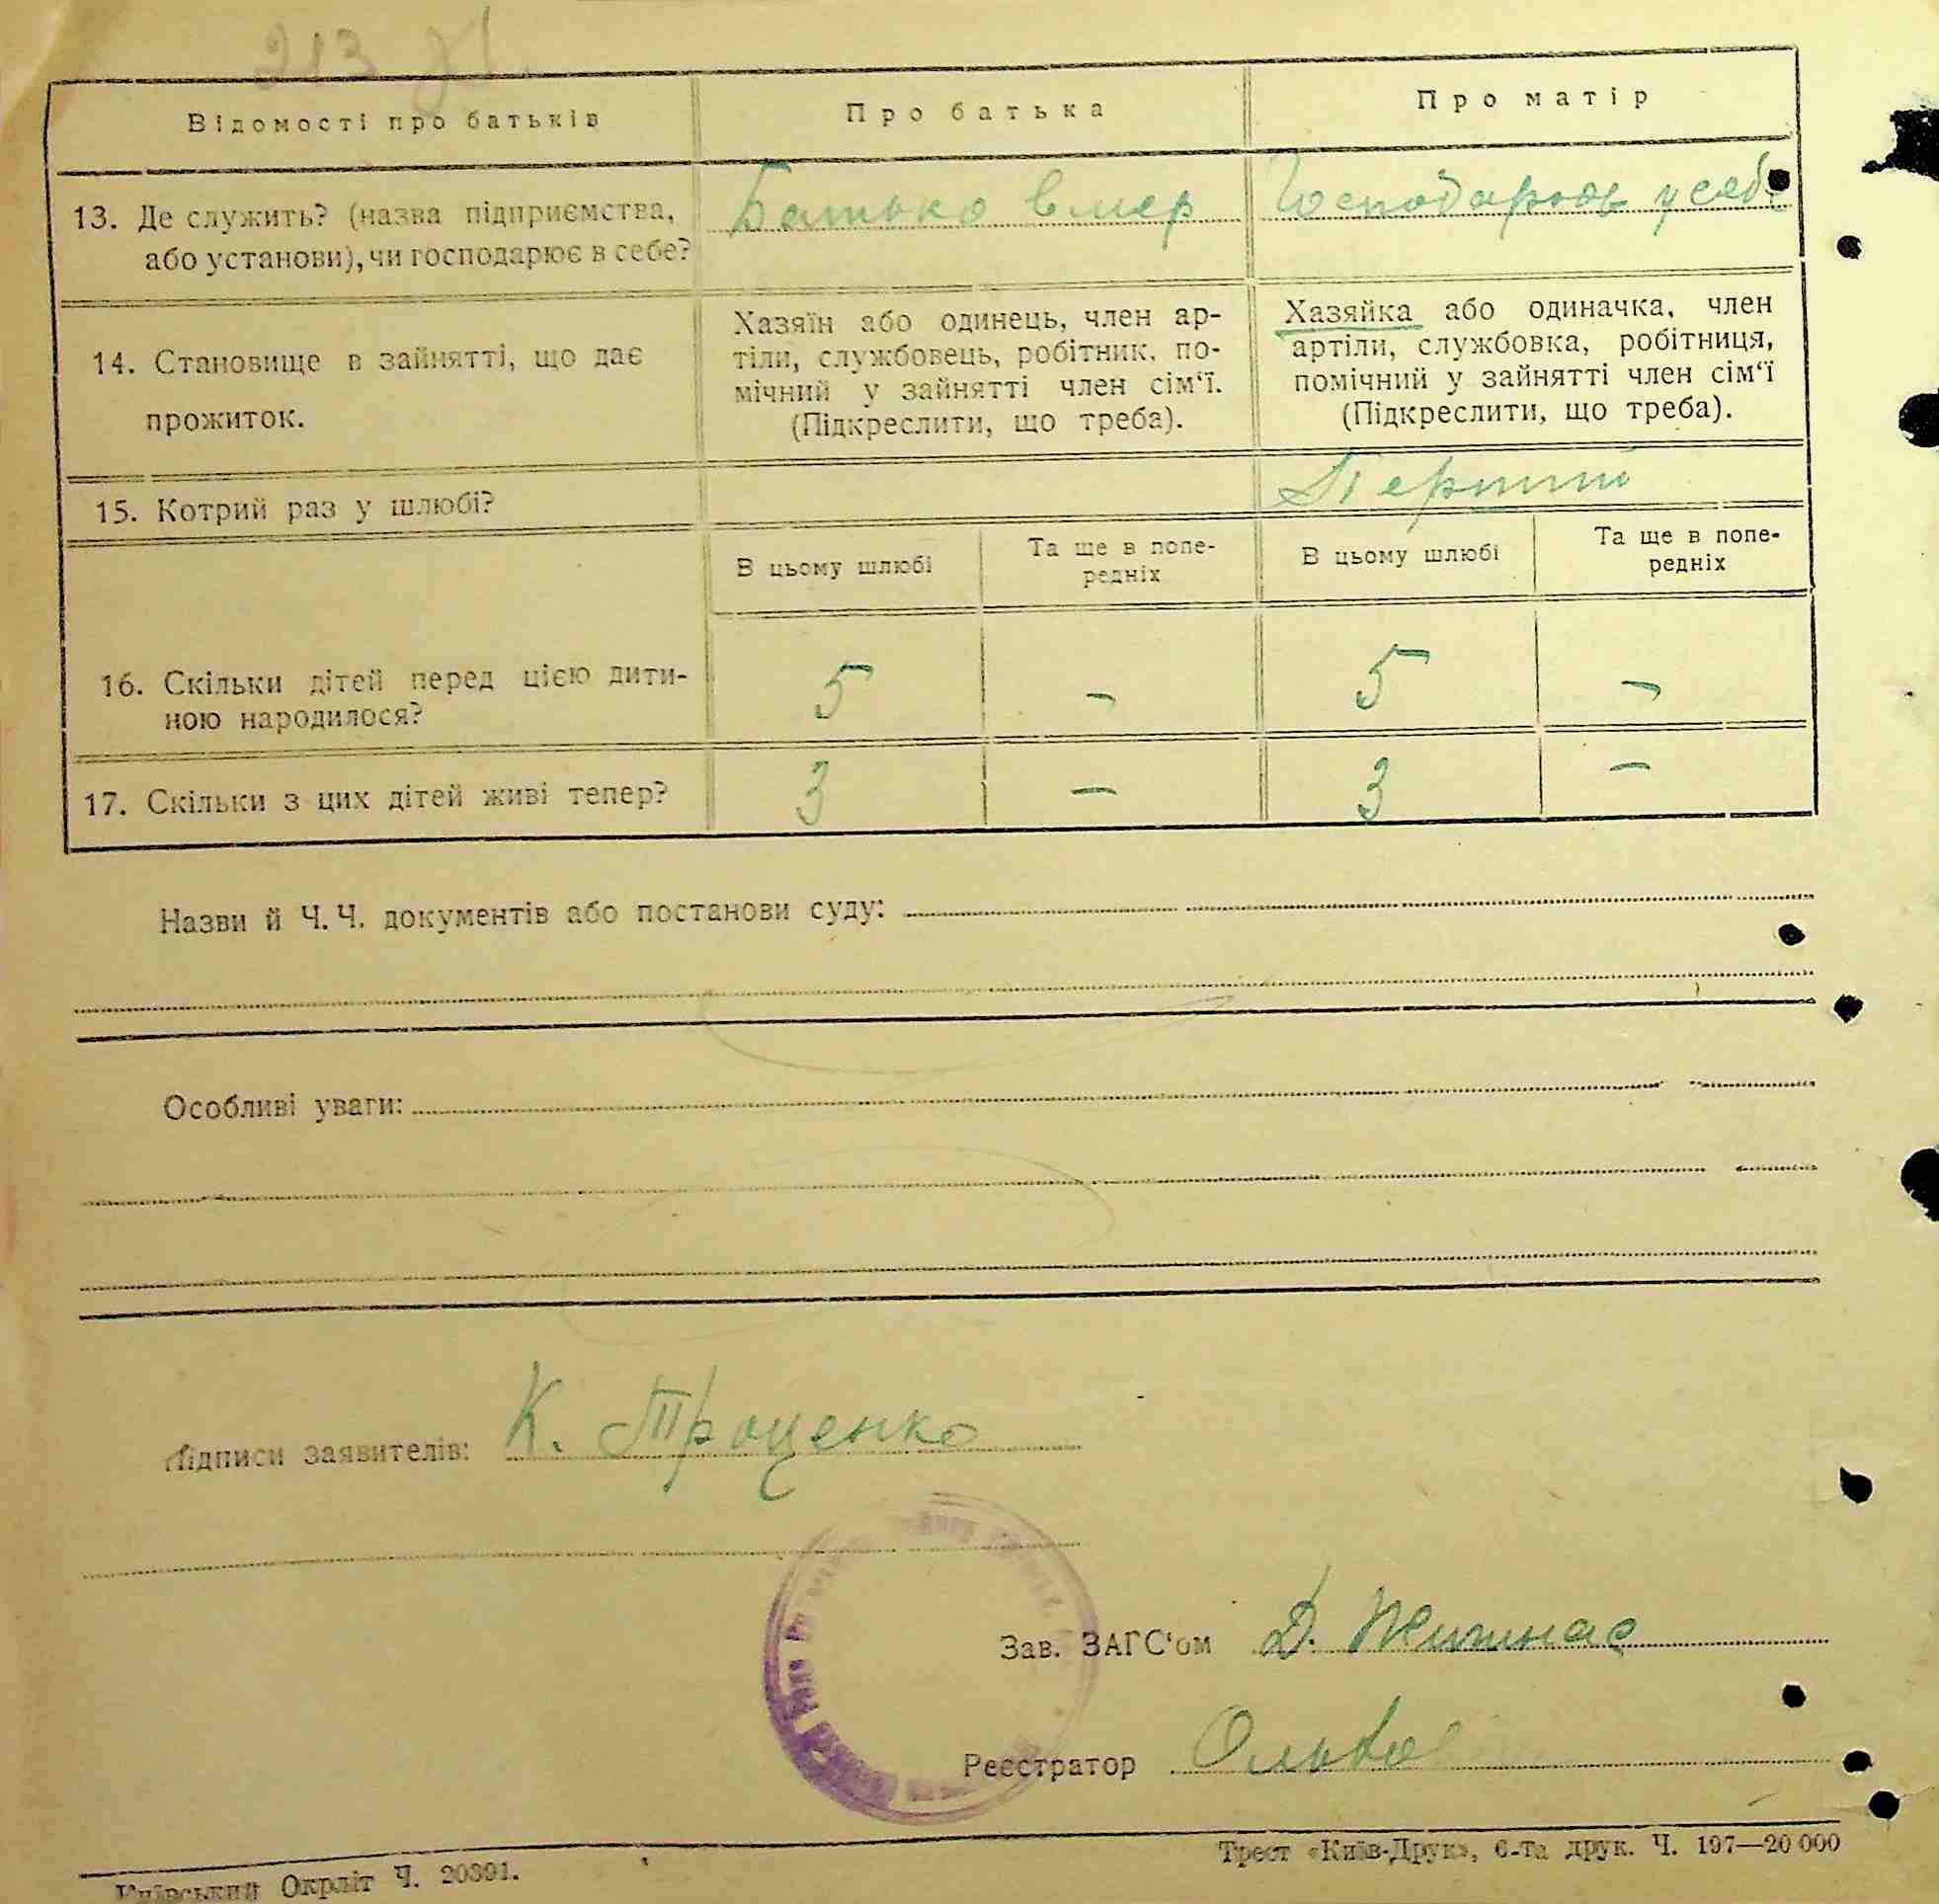 213
Відомості про батьків Про батька Про матір
13. Де служить? (назва підприємства, або установи), чи господарює в себе? Батько вмер Господарює у себе
14. Становище в зайнятті, що дає прожиток.
Хазяїн або одинець, член ар-
тіли, службовець, робітник, по-
мічний у зайнятті член сім‘ї.
(Підкреслити, що треба).
Хазяйка або одиначка, член
артіли, службовка, робітниця,
помічний у зайнятті член сім‘ї
(Підкреслити, що треба).
15. Котрий раз у шлюбі? Перший
В цьому шлюбі Та ще в попе-редніх В цьому шлюбі Та ще в попе-редніх
16. Скільки дітей перед цією дити-
ною народилося? 5 – 5 –
17. Скільки з цих дітей живі тепер? 3 – 3 –
Назви й Ч. Ч. документів або постанови суду:
Особливі уваги:
Підписи заявителів: К. Троценко
Зав. ЗАГС‘ом Д.
Реєстратор
Київський Окрліт Ч. 20391.
Трест «Київ-Друк», 6-та друк. Ч. 197—20 000